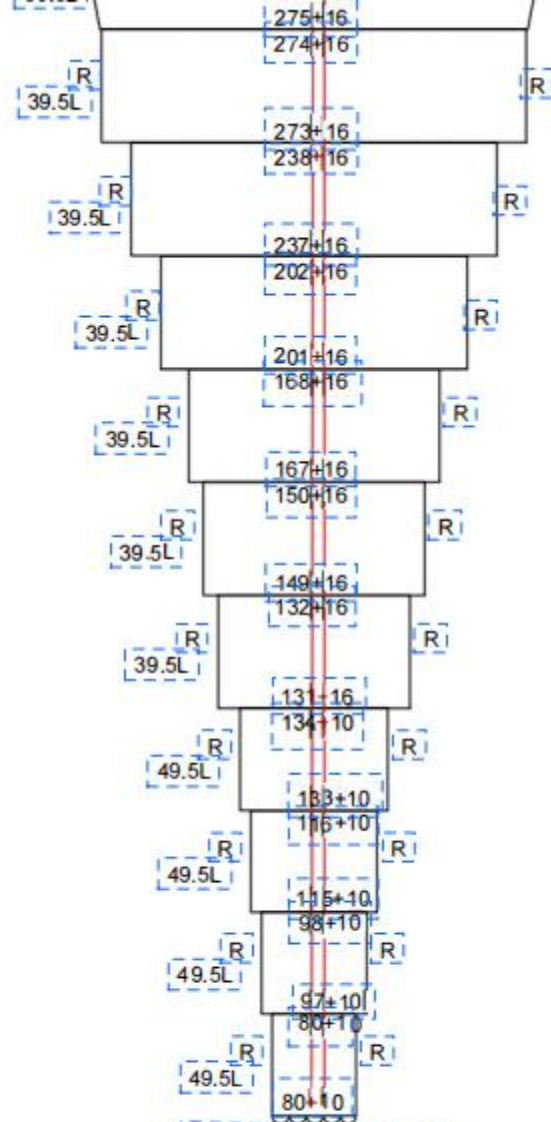 275+16
274+16
R
R
39.5L
273+16
238+16
R
R
39.5L
237+16
202+16
R
R
39.5L
201+16
168+16
R
R
39.5L
167+16
150+16
R
R
39.5L
149+16
132+16
R
R
39.5L
131+16
134+10
R
R
49.5L
133+10
116+10
R
R
49.5L
115+10
98+10
R
R
49.5L
97+10
80+10
R
R
49.5L
80+10